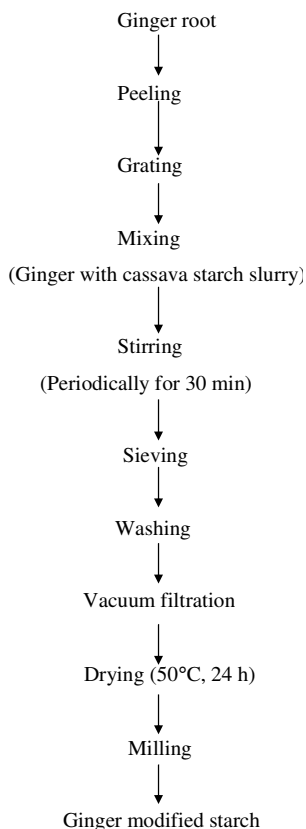 Ginger root
Peeling
Grating
Mixing
(Ginger with cassava starch slurry)
Stirring
(Periodically for 30 min)
Sieving
Washing
Vacuum filtration
Drying (50°C, 24 h)
Milling
Ginger modified starch